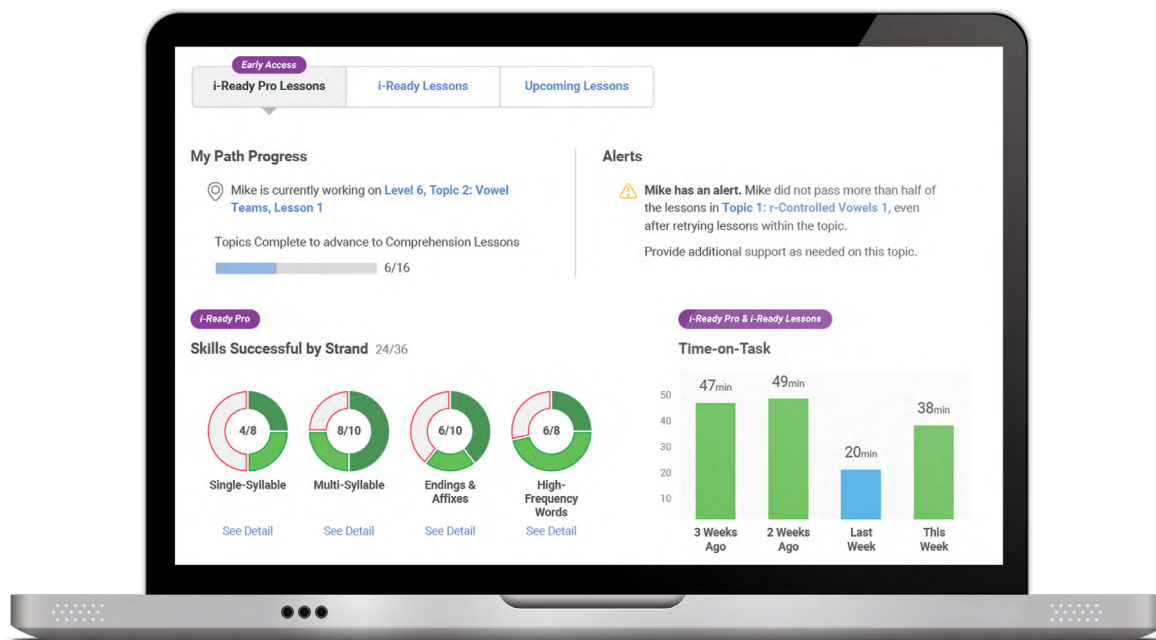 Early Access
i-Ready Pro Lessons
i-Ready Lessons
Upcoming Lessons
My Path Progress
Mike is currently working on Level 6, Topic 2: Vowel
Teams, Lesson 1
Topics Complete to advance to Comprehension Lessons
6/16
Alerts
Mike has an alert. Mike did not pass more than half of
the lessons in Topic 1: r-Controlled Vowels 1, even
after retrying lessons within the topic.
Provide additional support as needed on this topic.
i-Ready Pro
Skills Successful by Strand 24/36
4/8
8/10
6/10
6/8
Single-Syllable
Multi-Syllable
Endings &
Affixes
High-
Frequency
Words
See Detail
See Detail
See Detail
See Detail
i-Ready Pro & i-Ready Lessons
Time-on-Task
50
40
30
20
10
47min
49min
20min
38min
3 Weeks
Ago
2 Weeks
Ago
Last
Week
This
Week